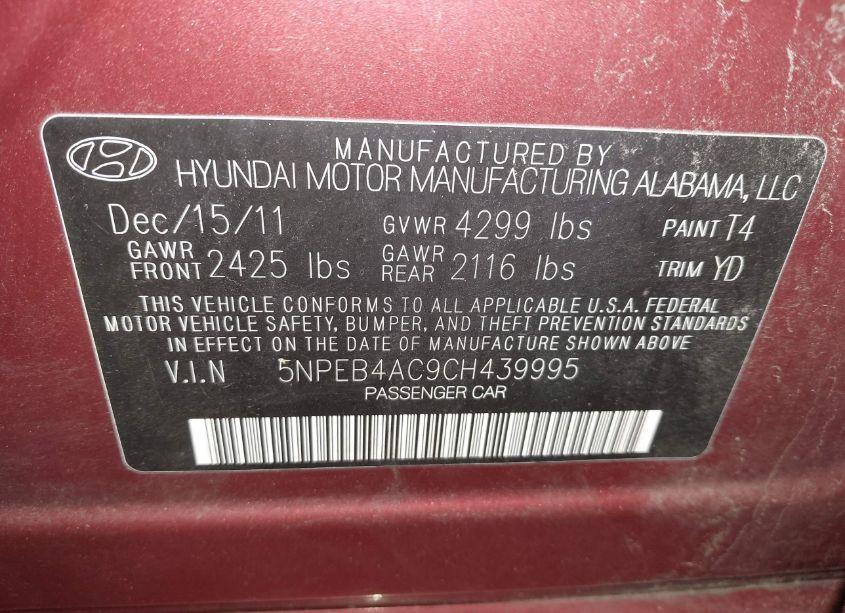 MANUFACTURED BY
HYUNDAI MOTOR MANUFACTURING ALABAMA, LLC
Dec/15/11 GVWR 4299 lbs PAINT T4
GAWR FRONT 2425 lbs GAWR REAR 2116 lbs TRIM YD
THIS VEHICLE CONFORMS TO ALL APPLICABLE U.S.A. FEDERAL
MOTOR VEHICLE SAFETY, BUMPER, AND THEFT PREVENTION STANDARDS
IN EFFECT ON THE DATE OF MANUFACTURE SHOWN ABOVE
V.I.N 5NPEB4AC9CH439995
PASSENGER CAR